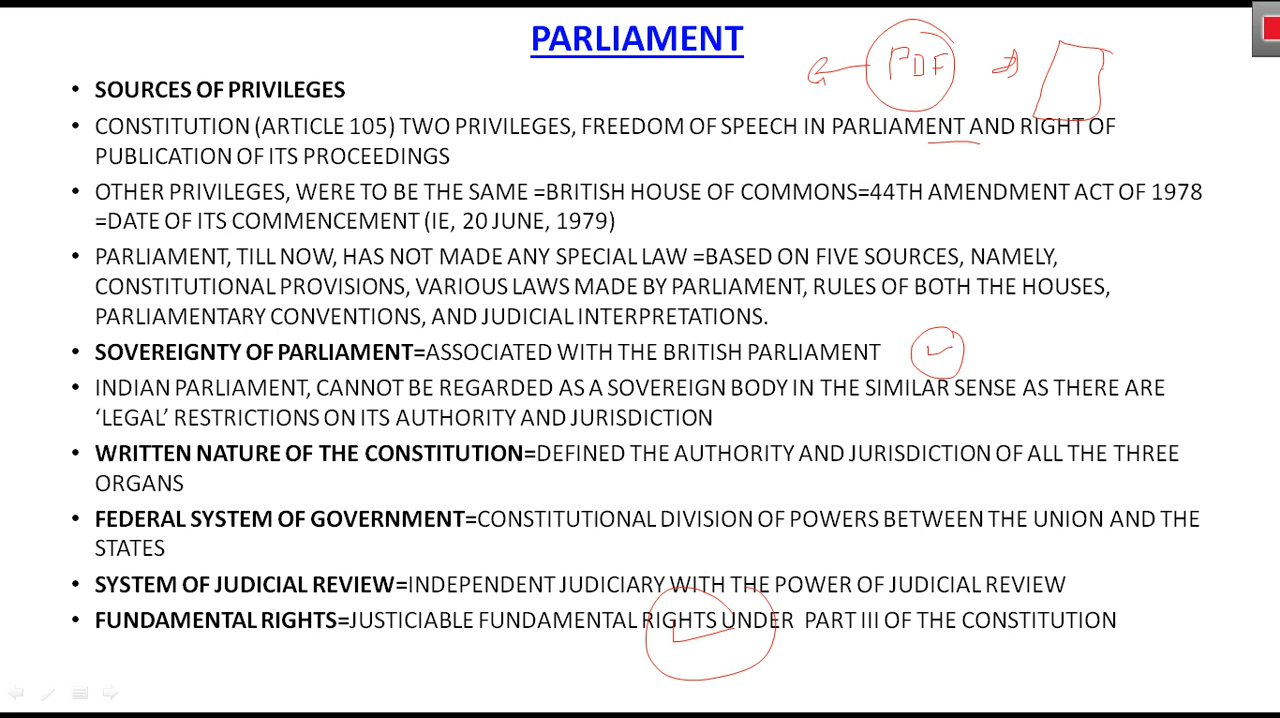 PARLIAMENT
PDF
• SOURCES OF PRIVILEGES
• CONSTITUTION (ARTICLE 105) TWO PRIVILEGES, FREEDOM OF SPEECH IN PARLIAMENT AND RIGHT OF
PUBLICATION OF ITS PROCEEDINGS
• OTHER PRIVILEGES, WERE TO BE THE SAME =BRITISH HOUSE OF COMMONS=44TH AMENDMENT ACT OF 1978
=DATE OF ITS COMMENCEMENT (IE, 20 JUNE, 1979)
• PARLIAMENT, TILL NOW, HAS NOT MADE ANY SPECIAL LAW =BASED ON FIVE SOURCES, NAMELY,
CONSTITUTIONAL PROVISIONS, VARIOUS LAWS MADE BY PARLIAMENT, RULES OF BOTH THE HOUSES,
PARLIAMENTARY CONVENTIONS, AND JUDICIAL INTERPRETATIONS.
• SOVEREIGNTY OF PARLIAMENT=ASSOCIATED WITH THE BRITISH PARLIAMENT
• INDIAN PARLIAMENT, CANNOT BE REGARDED AS A SOVEREIGN BODY IN THE SIMILAR SENSE AS THERE ARE
‘LEGAL’ RESTRICTIONS ON ITS AUTHORITY AND JURISDICTION
• WRITTEN NATURE OF THE CONSTITUTION=DEFINED THE AUTHORITY AND JURISDICTION OF ALL THE THREE
ORGANS
• FEDERAL SYSTEM OF GOVERNMENT=CONSTITUTIONAL DIVISION OF POWERS BETWEEN THE UNION AND THE
STATES
• SYSTEM OF JUDICIAL REVIEW=INDEPENDENT JUDICIARY WITH THE POWER OF JUDICIAL REVIEW
• FUNDAMENTAL RIGHTS=JUSTICIABLE FUNDAMENTAL RIGHTS UNDER PART III OF THE CONSTITUTION